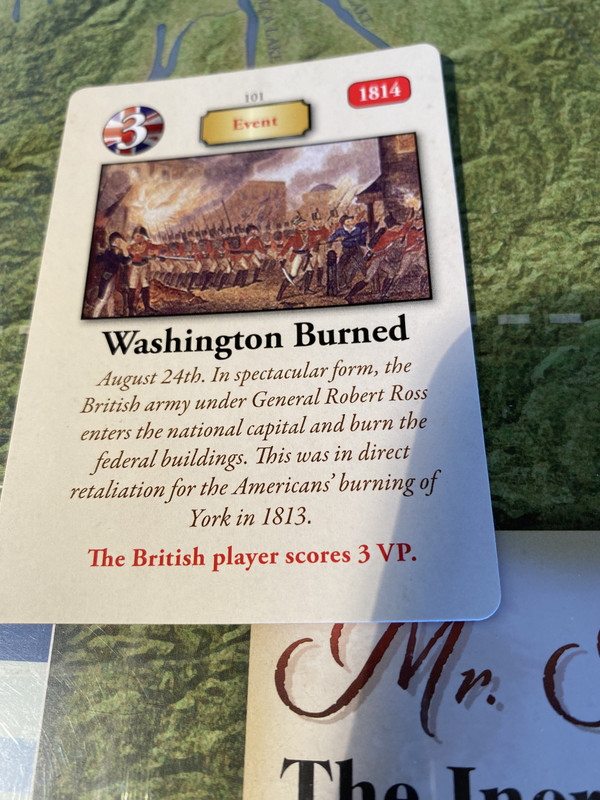 101
1814
3
Event
Washington Burned
August 24th. In spectacular form, the
British army under General Robert Ross
enters the national capital and burn the
federal buildings. This was in direct
retaliation for the Americans' burning of
York in 1813.
The British player scores 3 VP.
Mr.
The